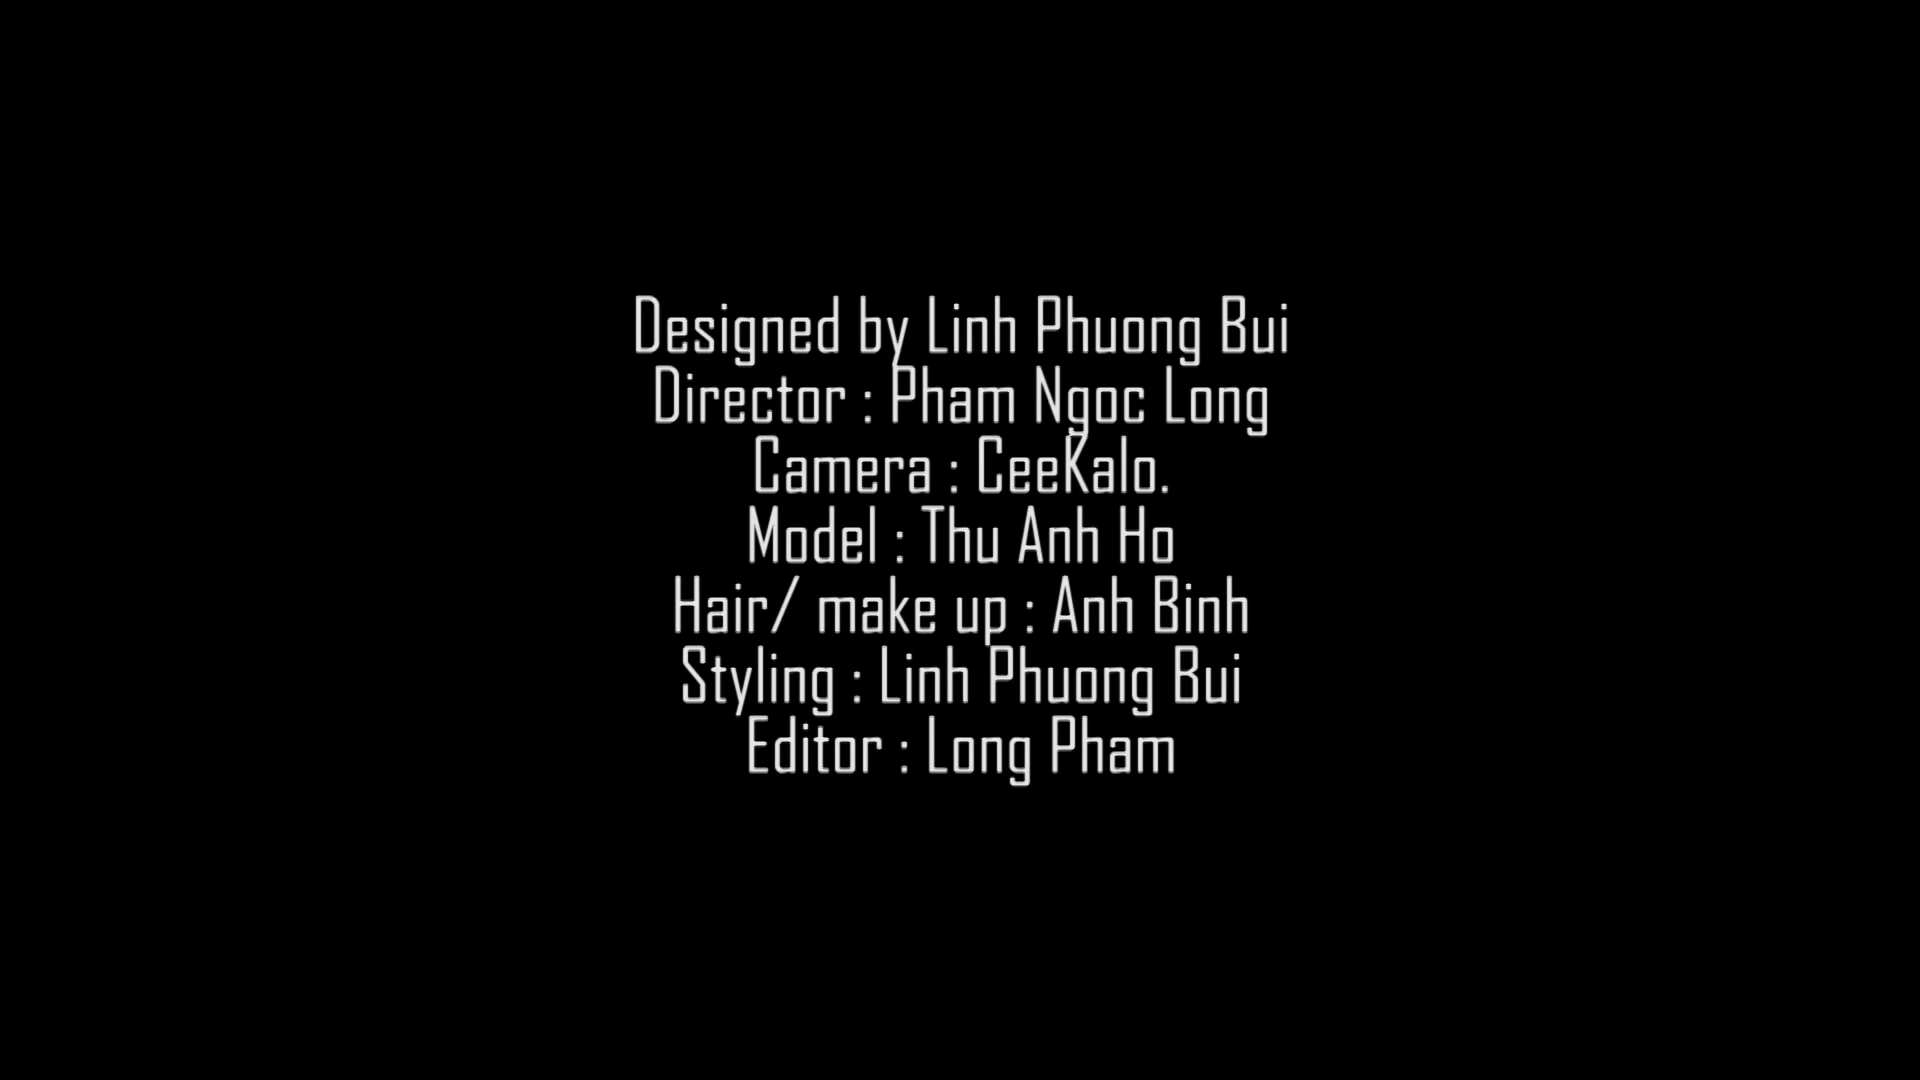 Designed by Linh Phuong Bui
Director : Pham Ngoc Long
Camera : CeeKalo.
Model : Thu Anh Ho
Hair/ make up : Anh Binh
Styling : Linh Phuong Bui
Editor : Long Pham